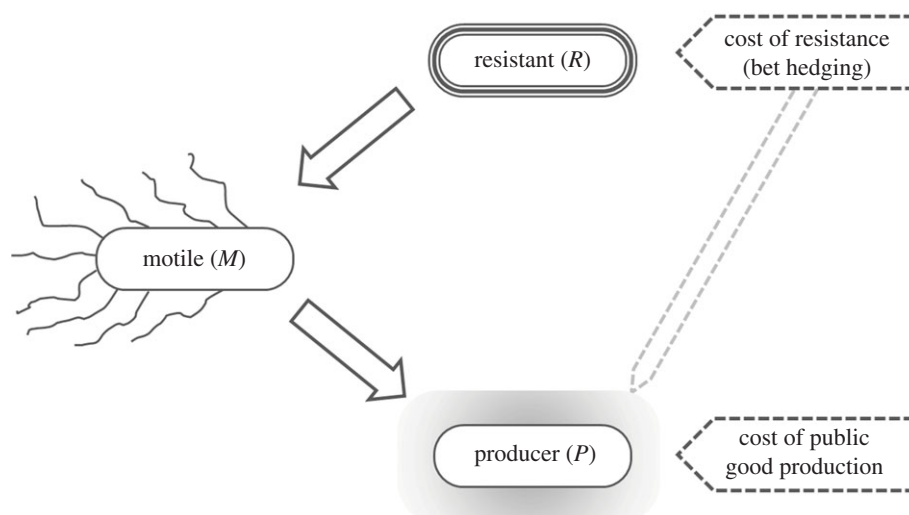 resistant (R)
cost of resistance
(bet hedging)
motile (M)
producer (P)
cost of public
good production